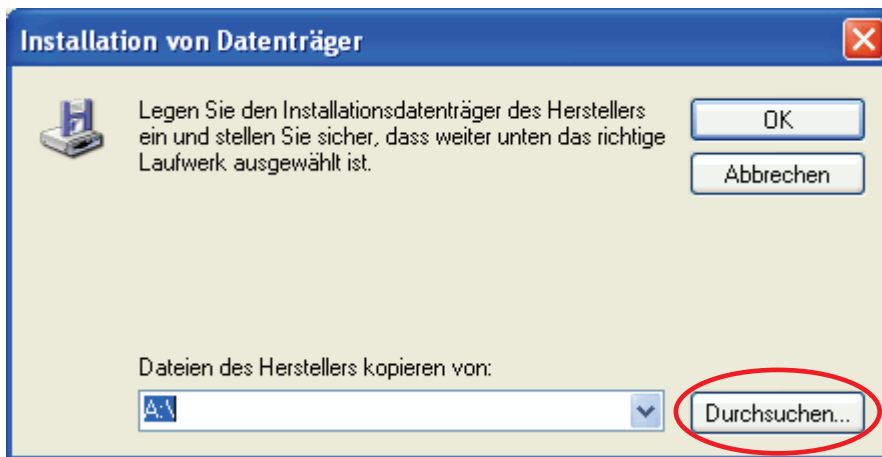 Installation von Datenträger
Legen Sie den Installationsdatenträger des Herstellers
ein und stellen Sie sicher, dass weiter unten das richtige
Laufwerk ausgewählt ist.
OK
Abbrechen
Dateien des Herstellers kopieren von:
A:\
Durchsuchen...